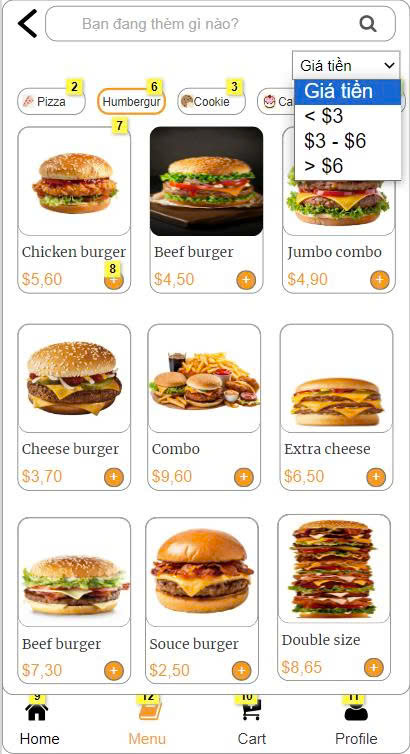 Bạn đang thèm gì nào?
Giá tiền
Giá tiền
< $3
$3 - $6
> $6
2 6 3
Pizza Humbergur Cookie Ca
7
Chicken burger Beef burger Jumbo combo
8
$5,60 + $4,50 + $4,90 +
Cheese burger Combo Extra cheese
$3,70 + $9,60 + $6,50 +
Beef burger Souce burger Double size
$7,30 + $2,50 + $8,65 +
9 12 10 11
Home Menu Cart Profile